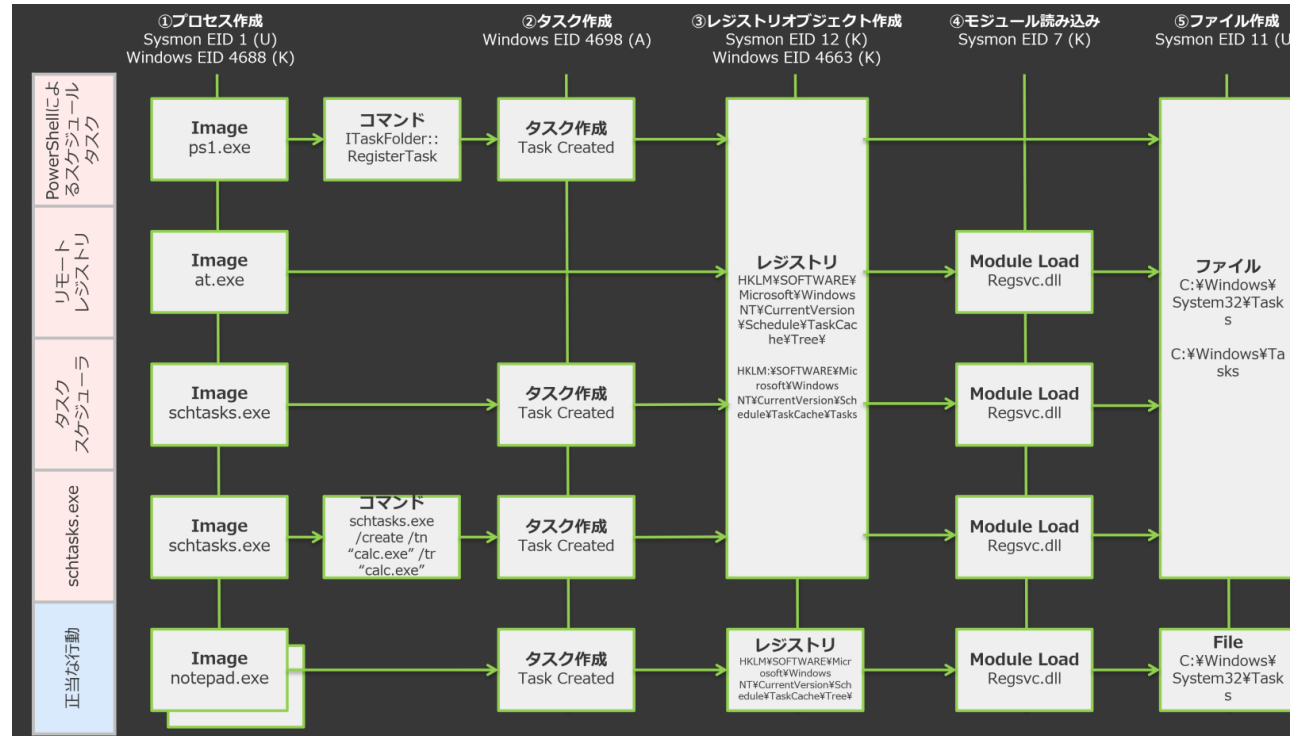 ①プロセス作成
Sysmon EID 1 (U)
Windows EID 4688 (K)
②タスク作成
Windows EID 4698 (A)
③レジストリオブジェクト作成
Sysmon EID 12 (K)
Windows EID 4663 (K)
④モジュール読み込み
Sysmon EID 7 (K)
⑤ファイル作成
Sysmon EID 11 (U
PowerShellによ
るスケジュール
タスク
Image
ps1.exe
コマンド
ITaskFolder::
RegisterTask
タスク作成
Task Created
リモート
レジストリ
Image
at.exe
レジストリ
HKLM¥SOFTWARE¥
Microsoft¥Windows
NT¥CurrentVersion
¥Schedule¥TaskCac
he¥Tree¥
HKLM:¥SOFTWARE¥Mic
rosoft¥Windows
NT¥CurrentVersion¥Sch
edule¥TaskCache¥Tasks
Module Load
Regsvc.dll
ファイル
C:¥Windows¥
System32¥Task
s
C:¥Windows¥Ta
sks
タスク
スケジューラ
Image
schtasks.exe
タスク作成
Task Created
Module Load
Regsvc.dll
schtasks.exe
Image
schtasks.exe
コマンド
schtasks.exe
/create /tn
“calc.exe” /tr
“calc.exe”
タスク作成
Task Created
Module Load
Regsvc.dll
正当な行動
Image
notepad.exe
タスク作成
Task Created
レジストリ
HKLM¥SOFTWARE¥Micr
osoft¥Windows
NT¥CurrentVersion¥Sch
edule¥TaskCache¥Tree¥
Module Load
Regsvc.dll
File
C:¥Windows¥
System32¥Task
s